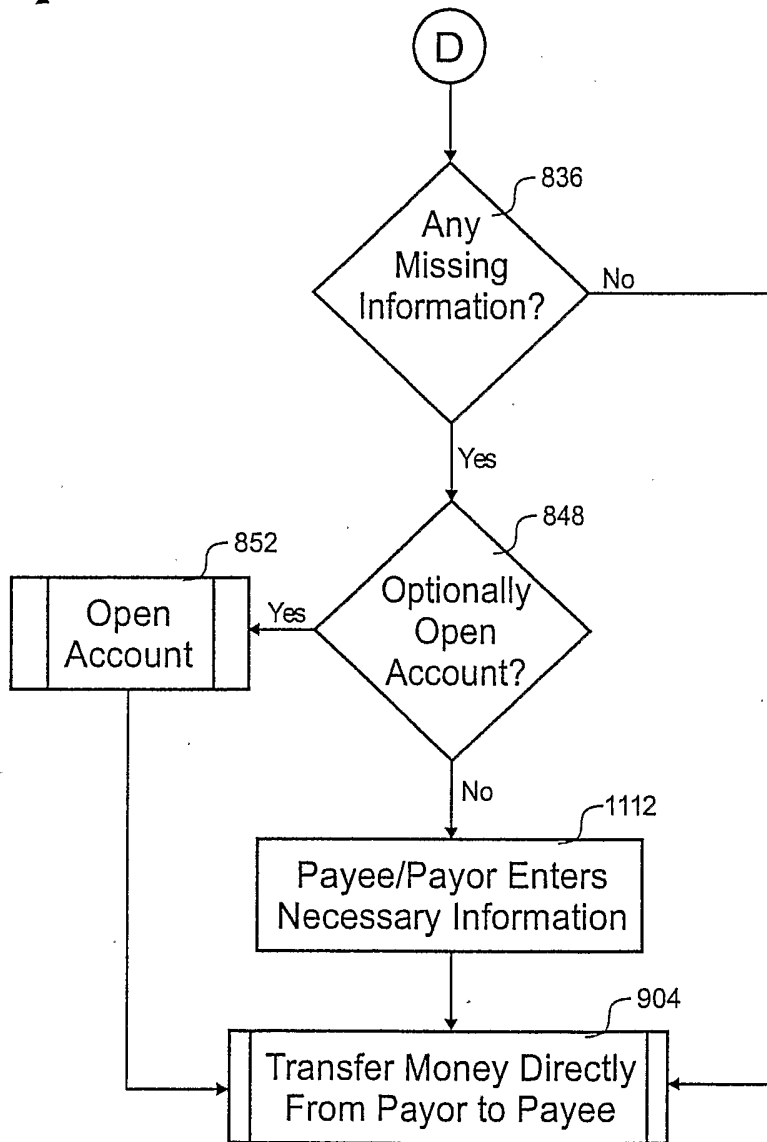 D
836
Any
Missing
Information?
No
Yes
848
852
Optionally
Open
Account?
Yes
Open
Account
No
1112
Payee/Payor Enters
Necessary Information
904
Transfer Money Directly
From Payor to Payee